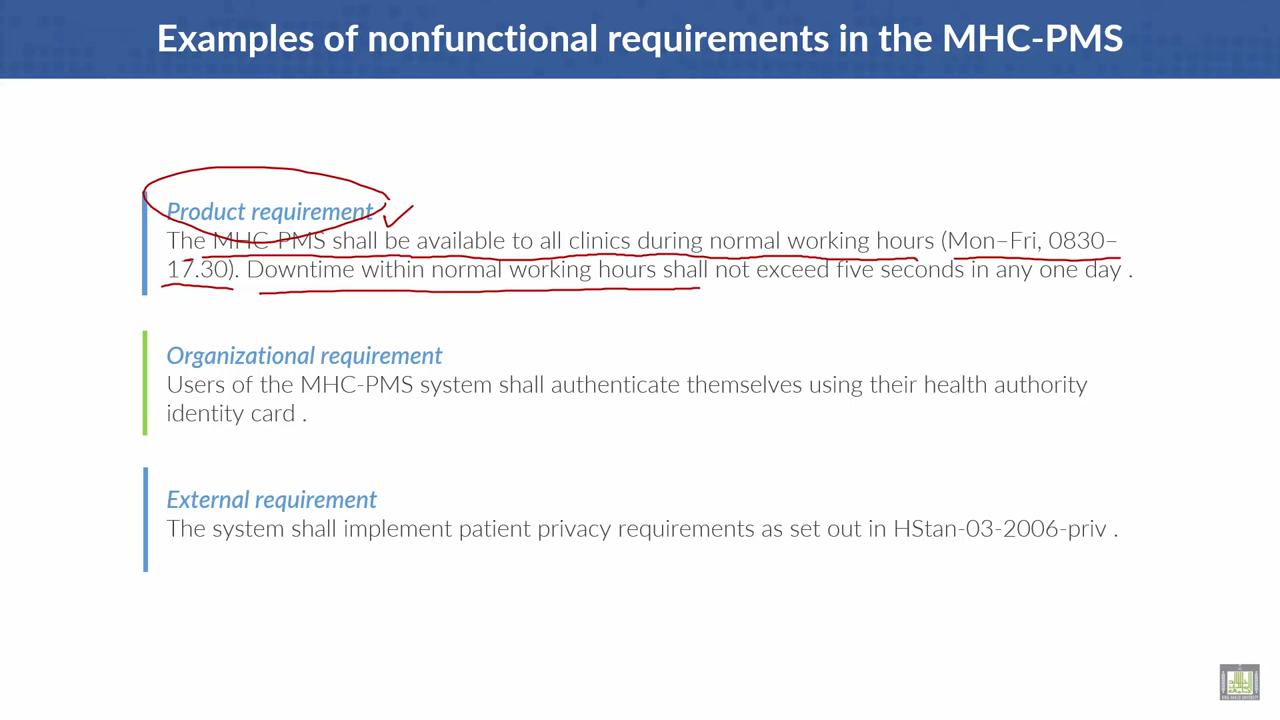 Examples of nonfunctional requirements in the MHC-PMS
Product requirement
The MHC-PMS shall be available to all clinics during normal working hours (Mon–Fri, 0830–
17.30). Downtime within normal working hours shall not exceed five seconds in any one day .
Organizational requirement
Users of the MHC-PMS system shall authenticate themselves using their health authority
identity card .
External requirement
The system shall implement patient privacy requirements as set out in HStan-03-2006-priv .